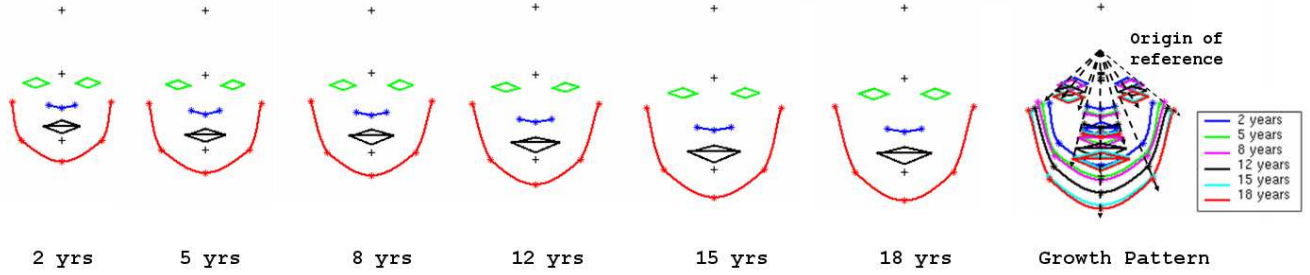 Origin of
reference
2 years
5 years
8 years
12 years
15 years
18 years
2 yrs
5 yrs
8 yrs
12 yrs
15 yrs
18 yrs
Growth Pattern